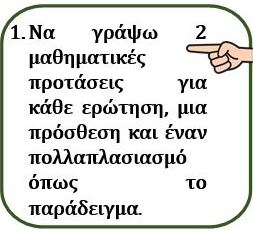 1. Να γράψω 2
μαθηματικές
προτάσεις για
κάθε ερώτηση, μια
πρόσθεση και έναν
πολλαπλασιασμό
όπως το
παράδειγμα.